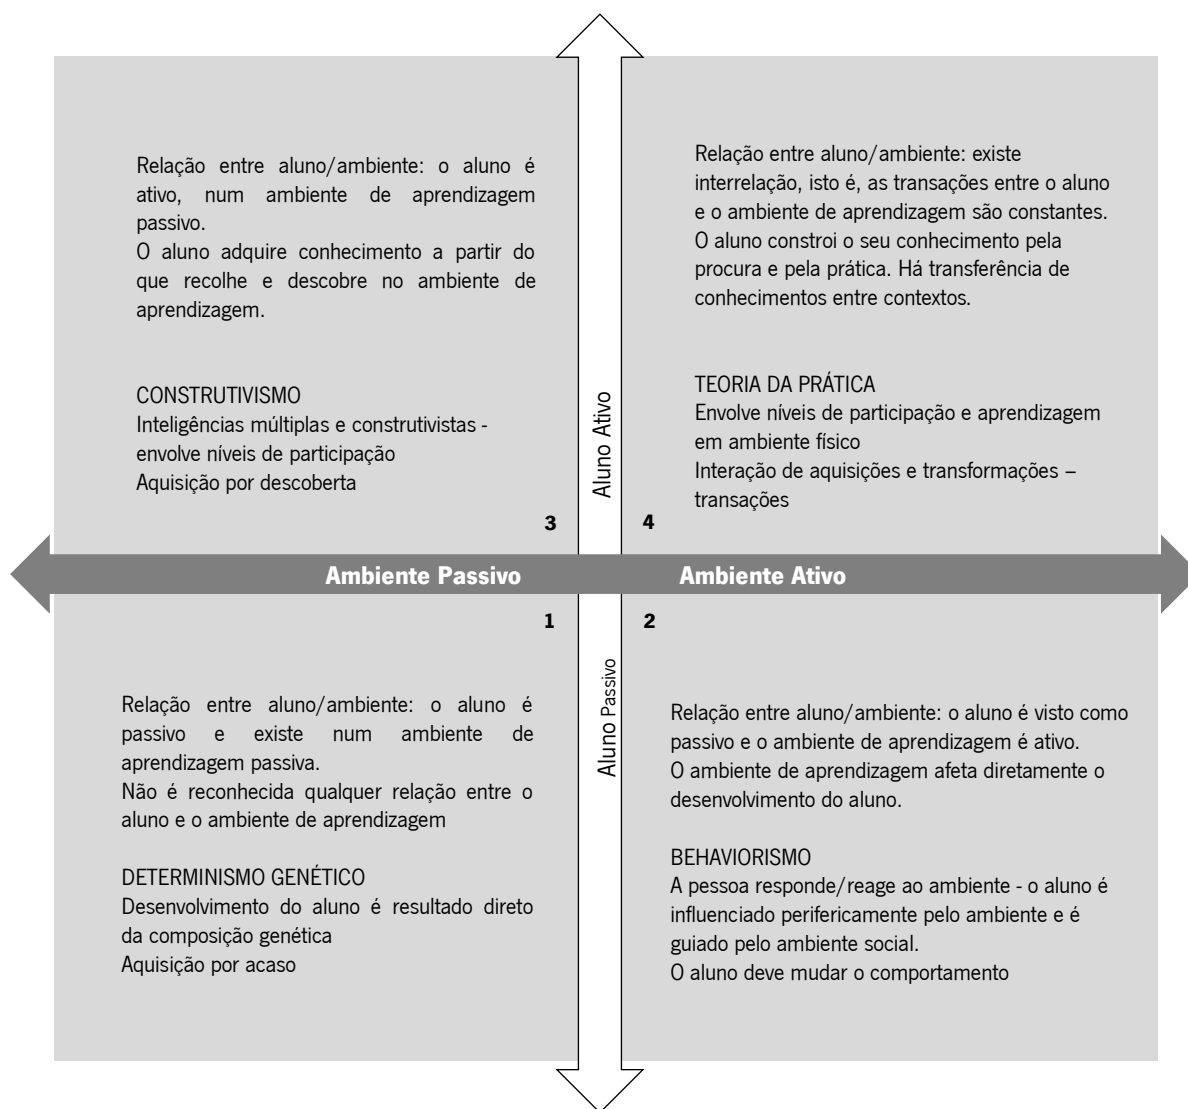 Relação entre aluno/ambiente: o aluno é
ativo, num ambiente de aprendizagem
passivo.
O aluno adquire conhecimento a partir do
que recolhe e descobre no ambiente de
aprendizagem.
CONSTRUTIVISMO
Inteligências múltiplas e construtivistas -
envolve níveis de participação
Aquisição por descoberta
3
Relação entre aluno/ambiente: existe
interrelação, isto é, as transações entre o aluno
e o ambiente de aprendizagem são constantes.
O aluno constroi o seu conhecimento pela
procura e pela prática. Há transferência de
conhecimentos entre contextos.
TEORIA DA PRÁTICA
Envolve níveis de participação e aprendizagem
em ambiente físico
Interação de aquisições e transformações –
transações
4
Aluno Ativo
Ambiente Passivo
Ambiente Ativo
Aluno Passivo
1
Relação entre aluno/ambiente: o aluno é
passivo e existe num ambiente de
aprendizagem passiva.
Não é reconhecida qualquer relação entre o
aluno e o ambiente de aprendizagem
DETERMINISMO GENÉTICO
Desenvolvimento do aluno é resultado direto
da composição genética
Aquisição por acaso
2
Relação entre aluno/ambiente: o aluno é visto como
passivo e o ambiente de aprendizagem é ativo.
O ambiente de aprendizagem afeta diretamente o
desenvolvimento do aluno.
BEHAVIORISMO
A pessoa responde/reage ao ambiente - o aluno é
influenciado perifericamente pelo ambiente e é
guiado pelo ambiente social.
O aluno deve mudar o comportamento